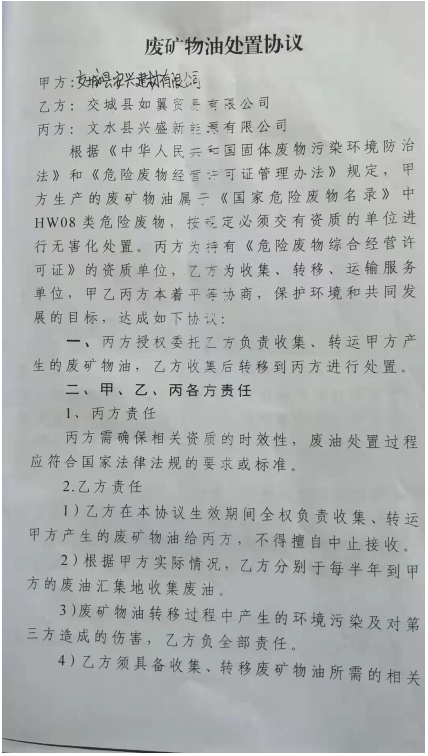 废矿物油处置协议
甲方：交城县宏兴建材有限公司
乙方：交城县如翼贸易有限公司
丙方：文水县兴盛新能源有限公司
根据《中华人民共和国固体废物污染环境防治
法》和《危险废物经营许可证管理办法》规定，甲
方生产的废矿物油属于《国家危险废物名录》中
HW08类危险废物，按规定必须交有资质的单位进
行无害化处置。丙方为持有《危险废物综合经营许
可证》的资质单位，乙方为收集、转移、运输服务
单位，甲乙丙方本着平等协商，保护环境和共同发
展的目标，达成如下协议：
一、丙方授权委托乙方负责收集、转运甲方产
生的废矿物油，乙方收集后转移到丙方进行处置。
二、甲、乙、丙各方责任
1、丙方责任
丙方需确保相关资质的时效性，废油处置过程
应符合国家法律法规的要求或标准。
2.乙方责任
1）乙方在本协议生效期间全权负责收集、转运
甲方产生的废矿物油给丙方，不得擅自中止接收。
2）根据甲方实际情况，乙方分别于每半年到甲
方的废油汇集地收集废油。
3)废矿物油转移过程中产生的环境污染及对第
三方造成的伤害，乙方负全部责任。
4)乙方须具备收集、转移废矿物油所需的相关